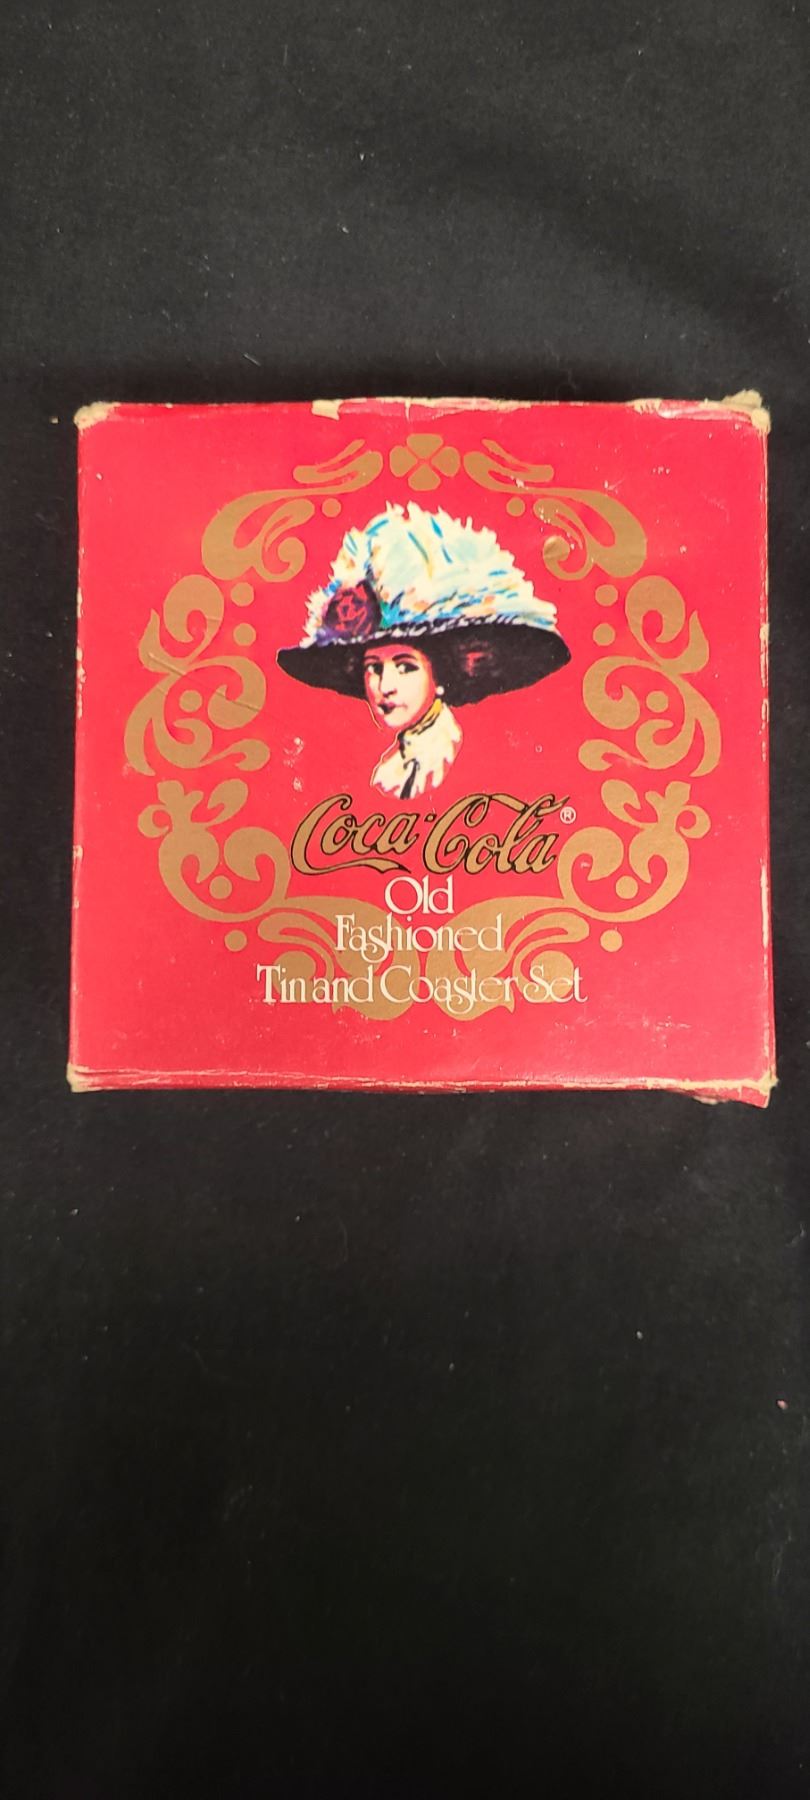 Coca-Cola®
Old
Fashioned
Tin and Coaster Set